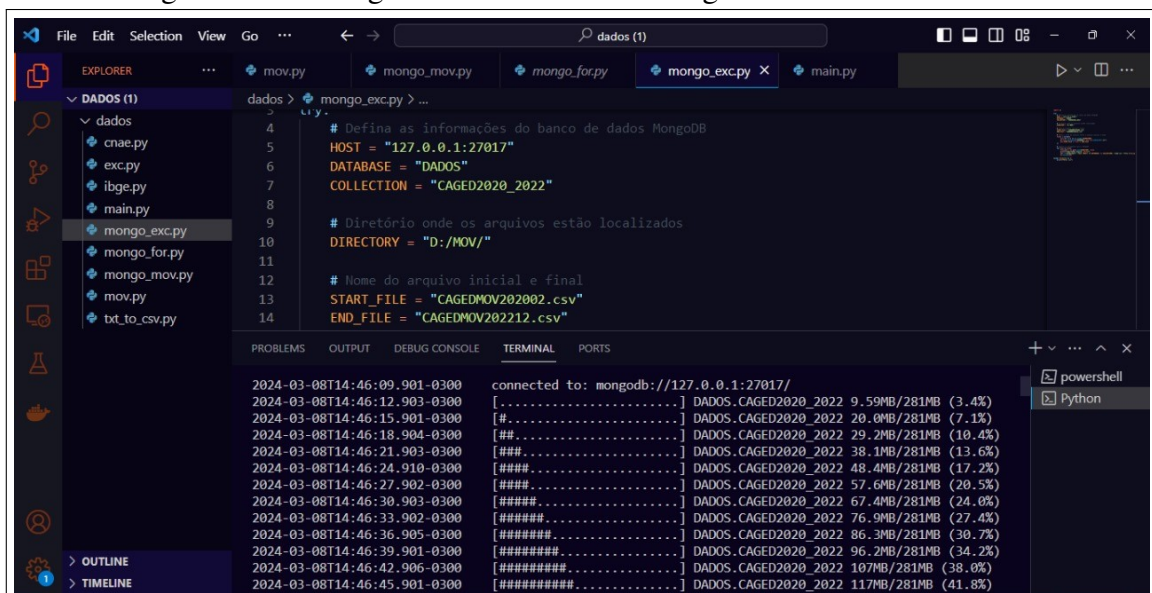 File Edit Selection View Go ··· dados (1)
EXPLORER ···
mov.py mongo_mov.py mongo_for.py mongo_exc.py main.py
DADOS (1)
dados
cnae.py
exc.py
ibge.py
main.py
mongo_exc.py
mongo_for.py
mongo_mov.py
mov.py
txt_to_csv.py
OUTLINE
TIMELINE
1
dados > mongo_exc.py > ...
3 try:
4 # Defina as informações do banco de dados MongoDB
5 HOST = "127.0.0.1:27017"
6 DATABASE = "DADOS"
7 COLLECTION = "CAGED2020_2022"
8
9 # Diretório onde os arquivos estão localizados
10 DIRECTORY = "D:/MOV/"
11
12 # Nome do arquivo inicial e final
13 START_FILE = "CAGEDMOV202002.csv"
14 END_FILE = "CAGEDMOV202212.csv"
PROBLEMS OUTPUT DEBUG CONSOLE TERMINAL PORTS
2024-03-08T14:46:09.901-0300 connected to: mongodb://127.0.0.1:27017/
2024-03-08T14:46:12.903-0300 [........................] DADOS.CAGED2020_2022 9.59MB/281MB (3.4%)
2024-03-08T14:46:15.901-0300 [#.......................] DADOS.CAGED2020_2022 20.0MB/281MB (7.1%)
2024-03-08T14:46:18.904-0300 [##......................] DADOS.CAGED2020_2022 29.2MB/281MB (10.4%)
2024-03-08T14:46:21.903-0300 [###.....................] DADOS.CAGED2020_2022 38.1MB/281MB (13.6%)
2024-03-08T14:46:24.910-0300 [####....................] DADOS.CAGED2020_2022 48.4MB/281MB (17.2%)
2024-03-08T14:46:27.902-0300 [####....................] DADOS.CAGED2020_2022 57.6MB/281MB (20.5%)
2024-03-08T14:46:30.903-0300 [#####...................] DADOS.CAGED2020_2022 67.4MB/281MB (24.0%)
2024-03-08T14:46:33.902-0300 [######..................] DADOS.CAGED2020_2022 76.9MB/281MB (27.4%)
2024-03-08T14:46:36.905-0300 [#######.................] DADOS.CAGED2020_2022 86.3MB/281MB (30.7%)
2024-03-08T14:46:39.901-0300 [########................] DADOS.CAGED2020_2022 96.2MB/281MB (34.2%)
2024-03-08T14:46:42.906-0300 [#########...............] DADOS.CAGED2020_2022 107MB/281MB (38.0%)
2024-03-08T14:46:45.901-0300 [##########..............] DADOS.CAGED2020_2022 117MB/281MB (41.8%)
powershell
Python